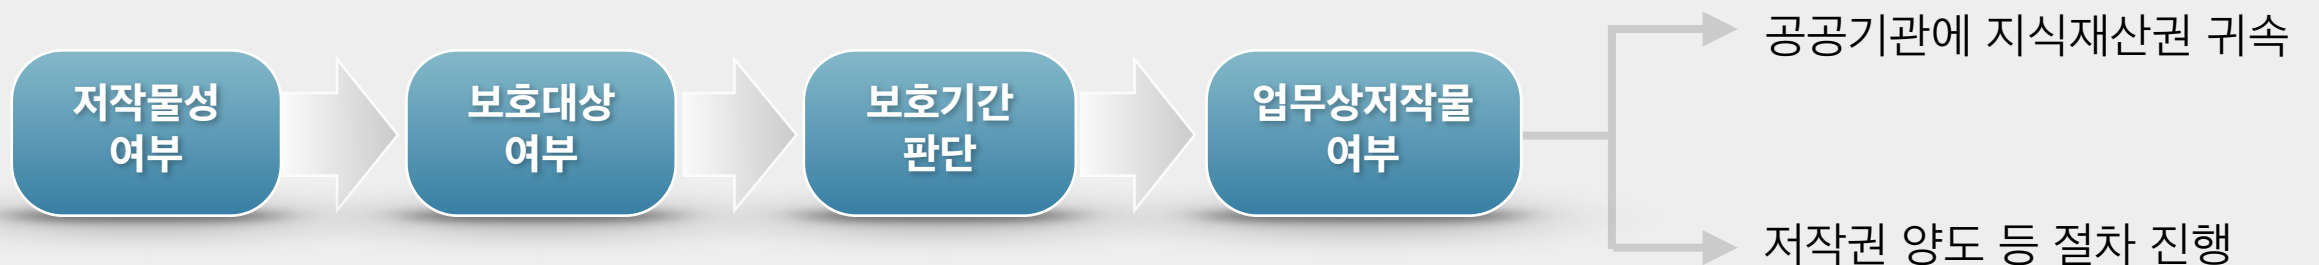 저작물성
여부
보호대상
여부
보호기간
판단
업무상저작물
여부
공공기관에 지식재산권 귀속
저작권 양도 등 절차 진행